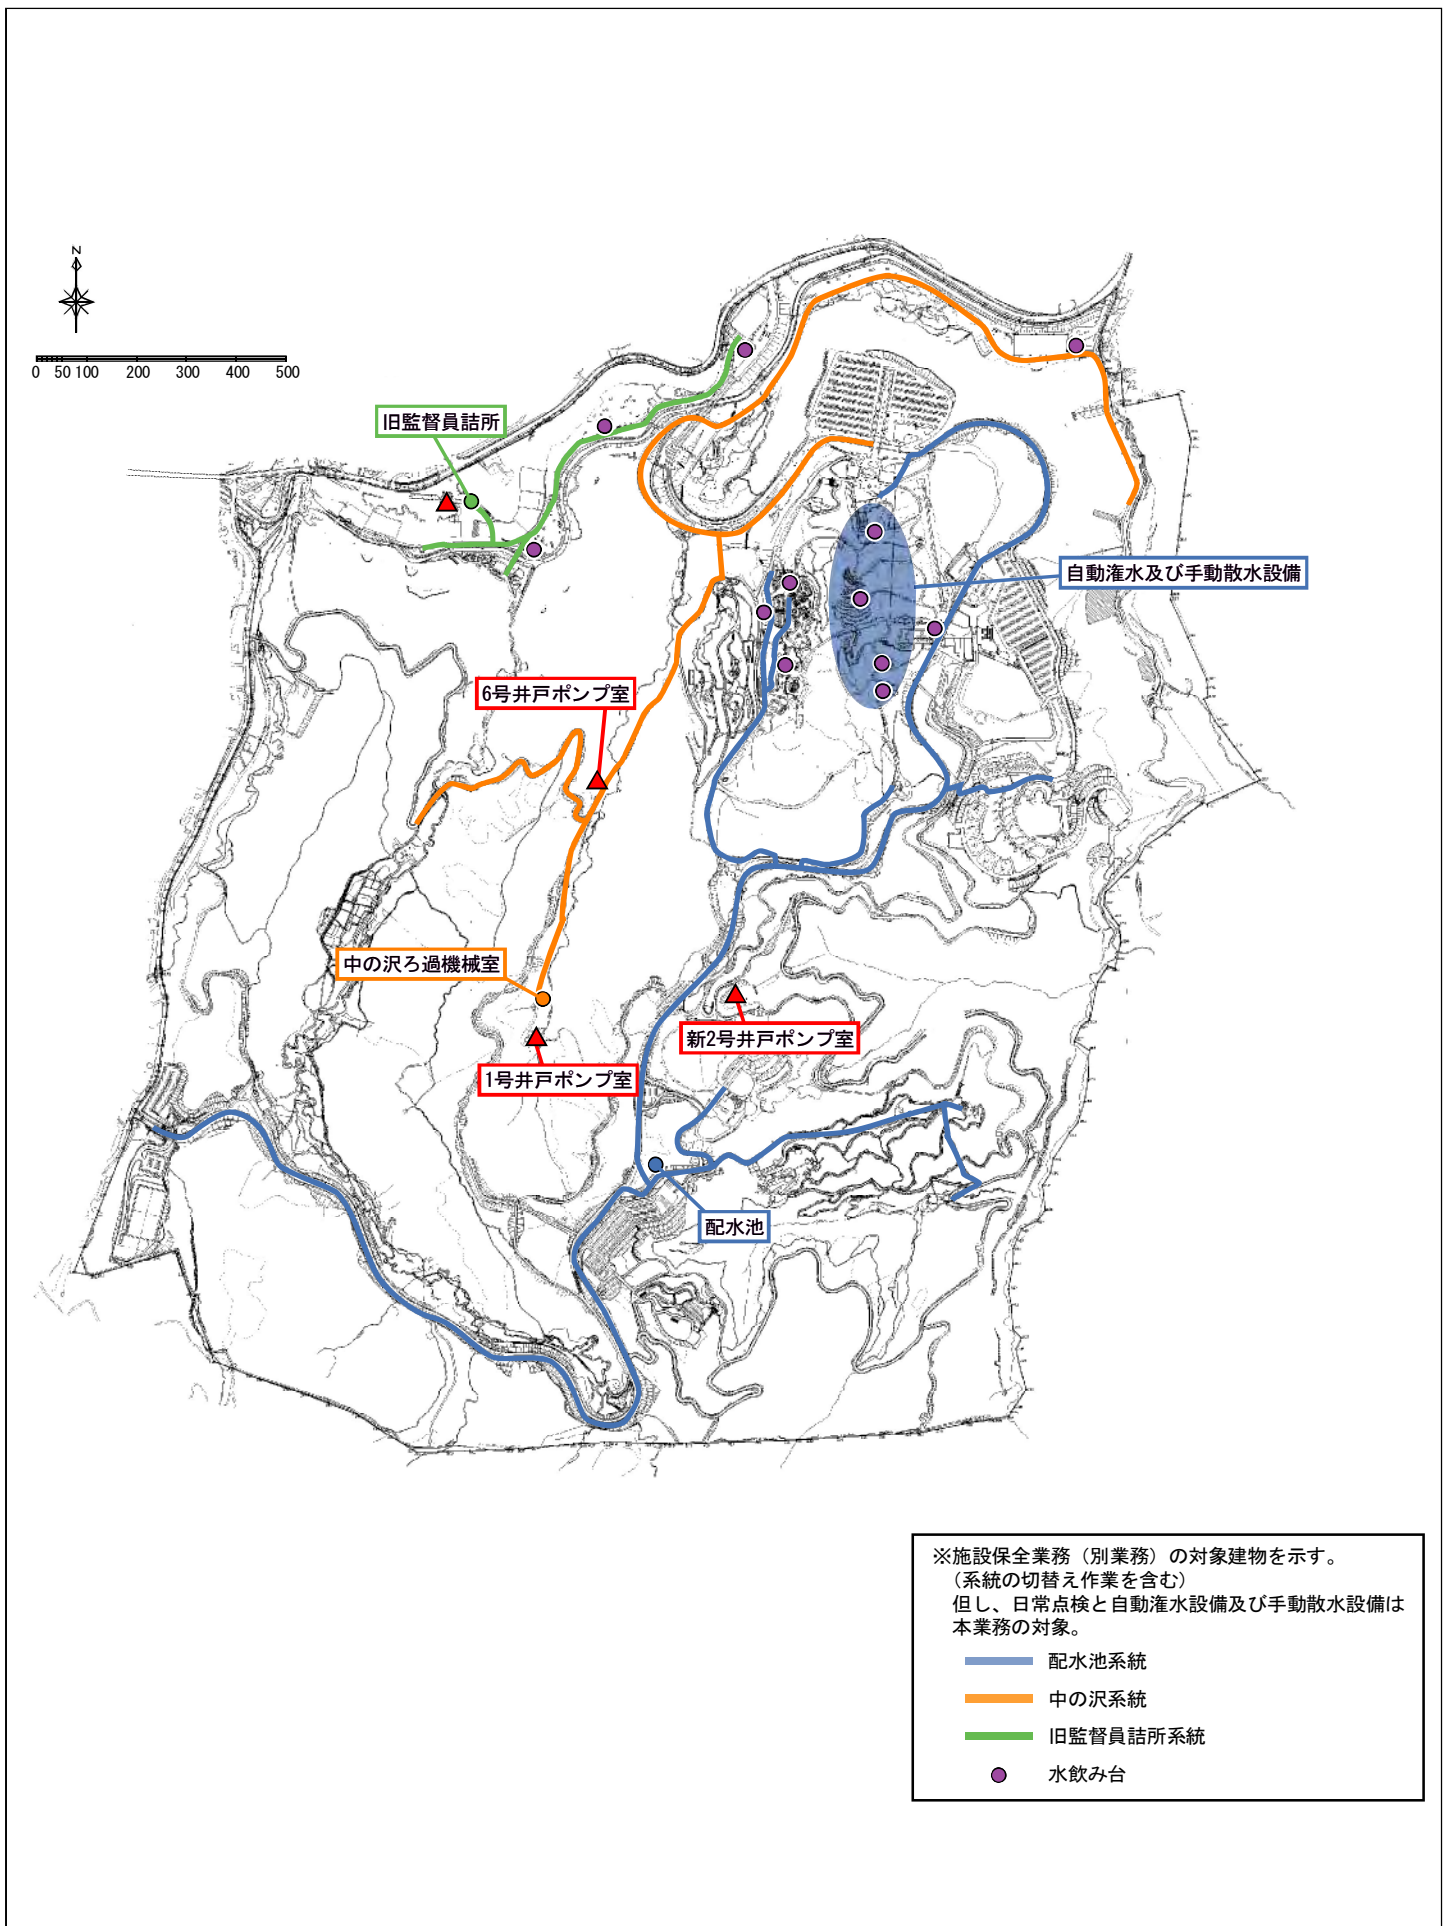 N
0 50 100 200 300 400 500
旧監督員詰所
自動潅水及び手動散水設備
6号井戸ポンプ室
中の沢ろ過機械室
新2号井戸ポンプ室
1号井戸ポンプ室
配水池
※施設保全業務（別業務）の対象建物を示す。
（系統の切替え作業を含む）
但し、日常点検と自動潅水設備及び手動散水設備は
本業務の対象。
配水池系統
中の沢系統
旧監督員詰所系統
水飲み台